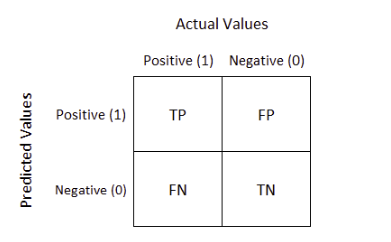 Actual Values
Positive (1) Negative (0)
Predicted Values
Positive (1) TP FP
Negative (0) FN TN